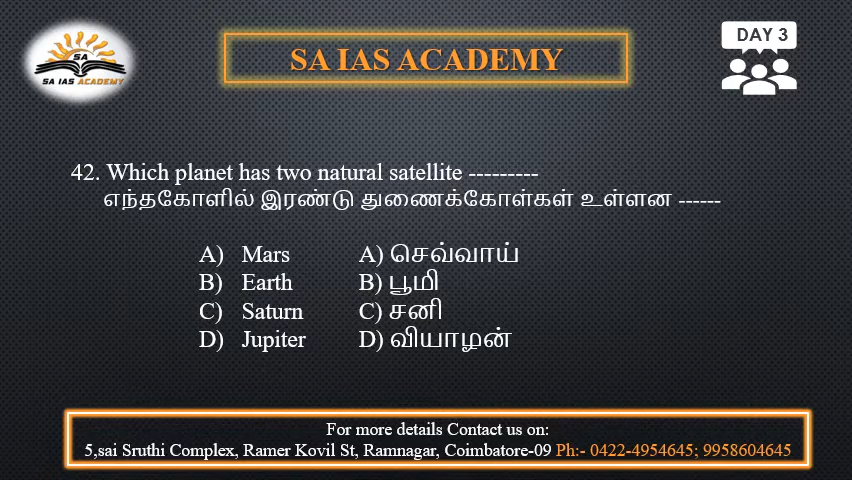 SA
SA IAS ACADEMY
SA IAS ACADEMY
DAY 3
42. Which planet has two natural satellite ---------
எந்தகோளில் இரண்டு துணைக்கோள்கள் உள்ளன ------
A) Mars A) செவ்வாய்
B) Earth B) பூமி
C) Saturn C) சனி
D) Jupiter D) வியாழன்
For more details Contact us on:
5,sai Sruthi Complex, Ramer Kovil St, Ramnagar, Coimbatore-09 Ph:- 0422-4954645; 9958604645